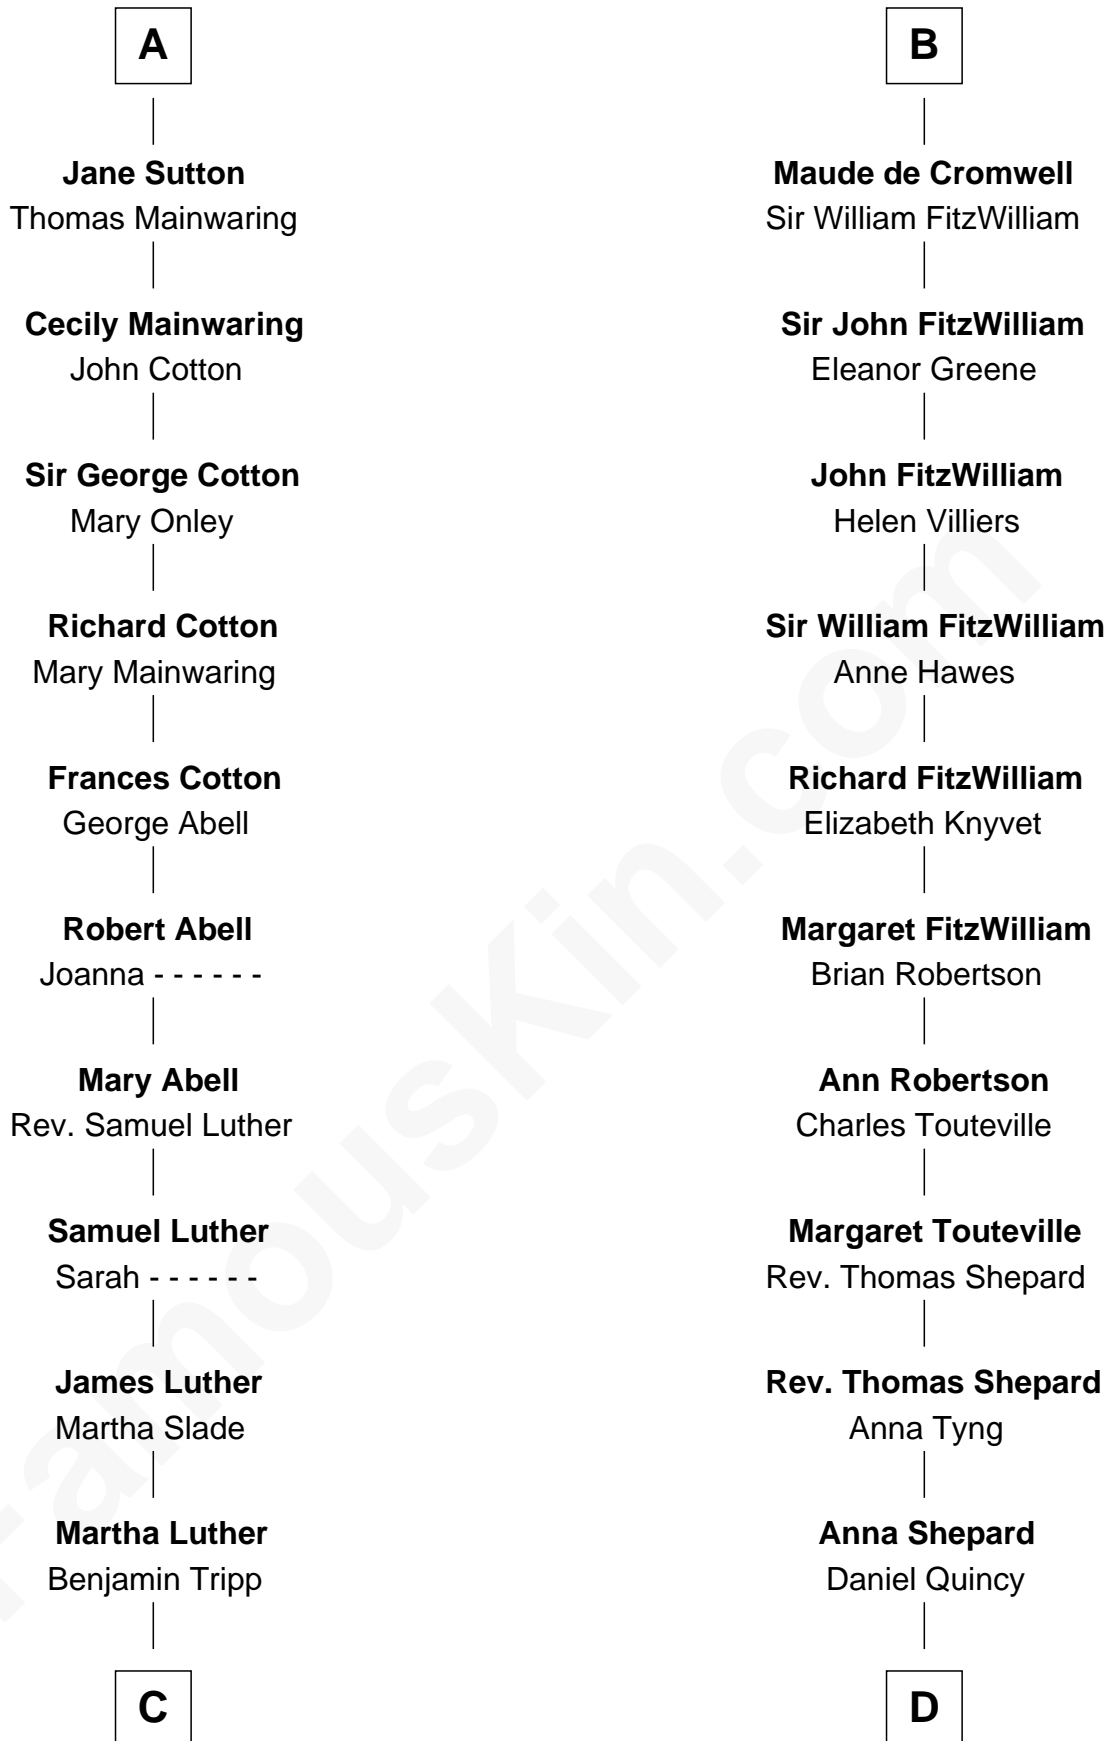 A
Jane Sutton
Thomas Mainwaring
Cecily Mainwaring
John Cotton
Sir George Cotton
Mary Onley
Richard Cotton
Mary Mainwaring
Frances Cotton
George Abell
Robert Abell
Joanna - - - - - -
Mary Abell
Rev. Samuel Luther
Samuel Luther
Sarah - - - - - -
James Luther
Martha Slade
Martha Luther
Benjamin Tripp
C
B
Maude de Cromwell
Sir William FitzWilliam
Sir John FitzWilliam
Eleanor Greene
John FitzWilliam
Helen Villiers
Sir William FitzWilliam
Anne Hawes
Richard FitzWilliam
Elizabeth Knyvet
Margaret FitzWilliam
Brian Robertson
Ann Robertson
Charles Touteville
Margaret Touteville
Rev. Thomas Shepard
Rev. Thomas Shepard
Anna Tyng
Anna Shepard
Daniel Quincy
D
FamousKin.com